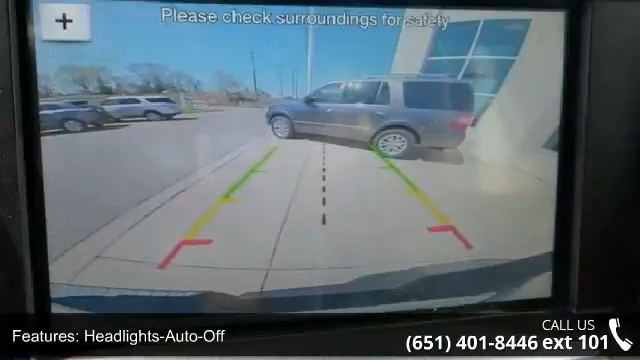 +
Please check surroundings for safety
Features: Headlights-Auto-Off
CALL US
(651) 401-8446 ext 101